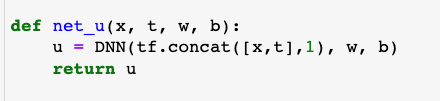 def net_u(x, t, w, b):
    u = DNN(tf.concat([x,t],1), w, b)
    return u